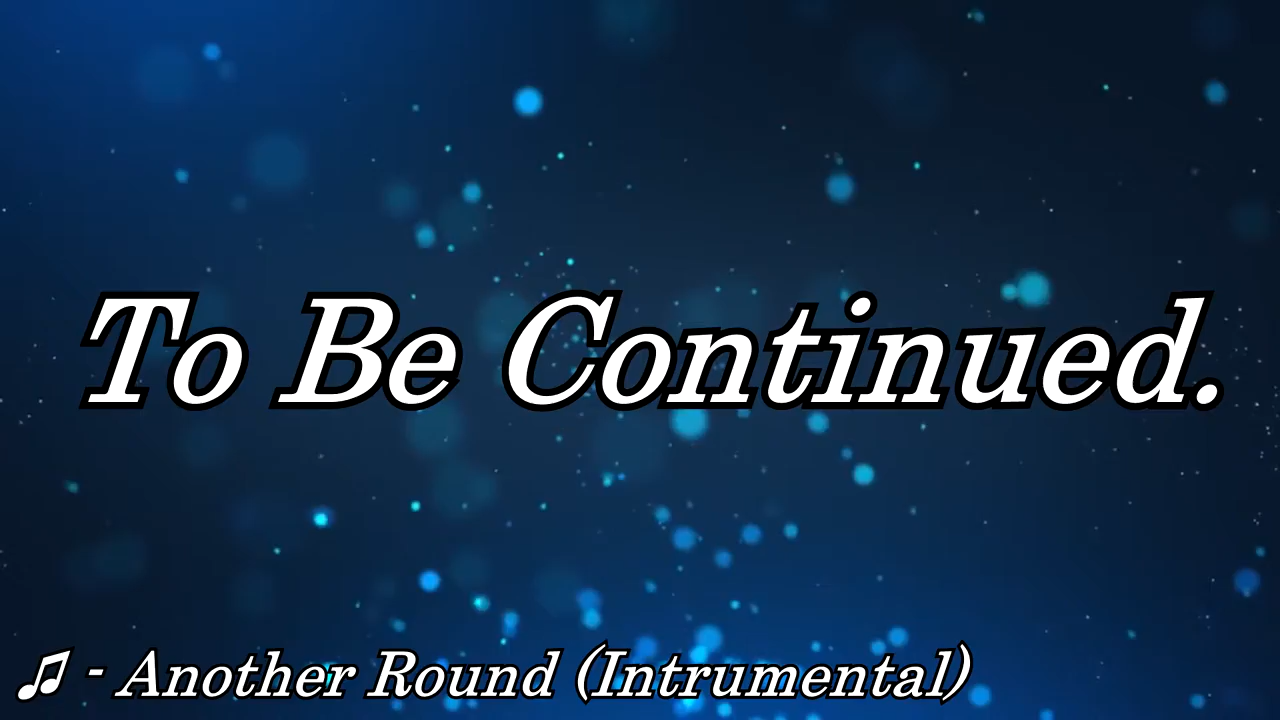 To Be Continued.
♫ - Another Round (Intrumental)